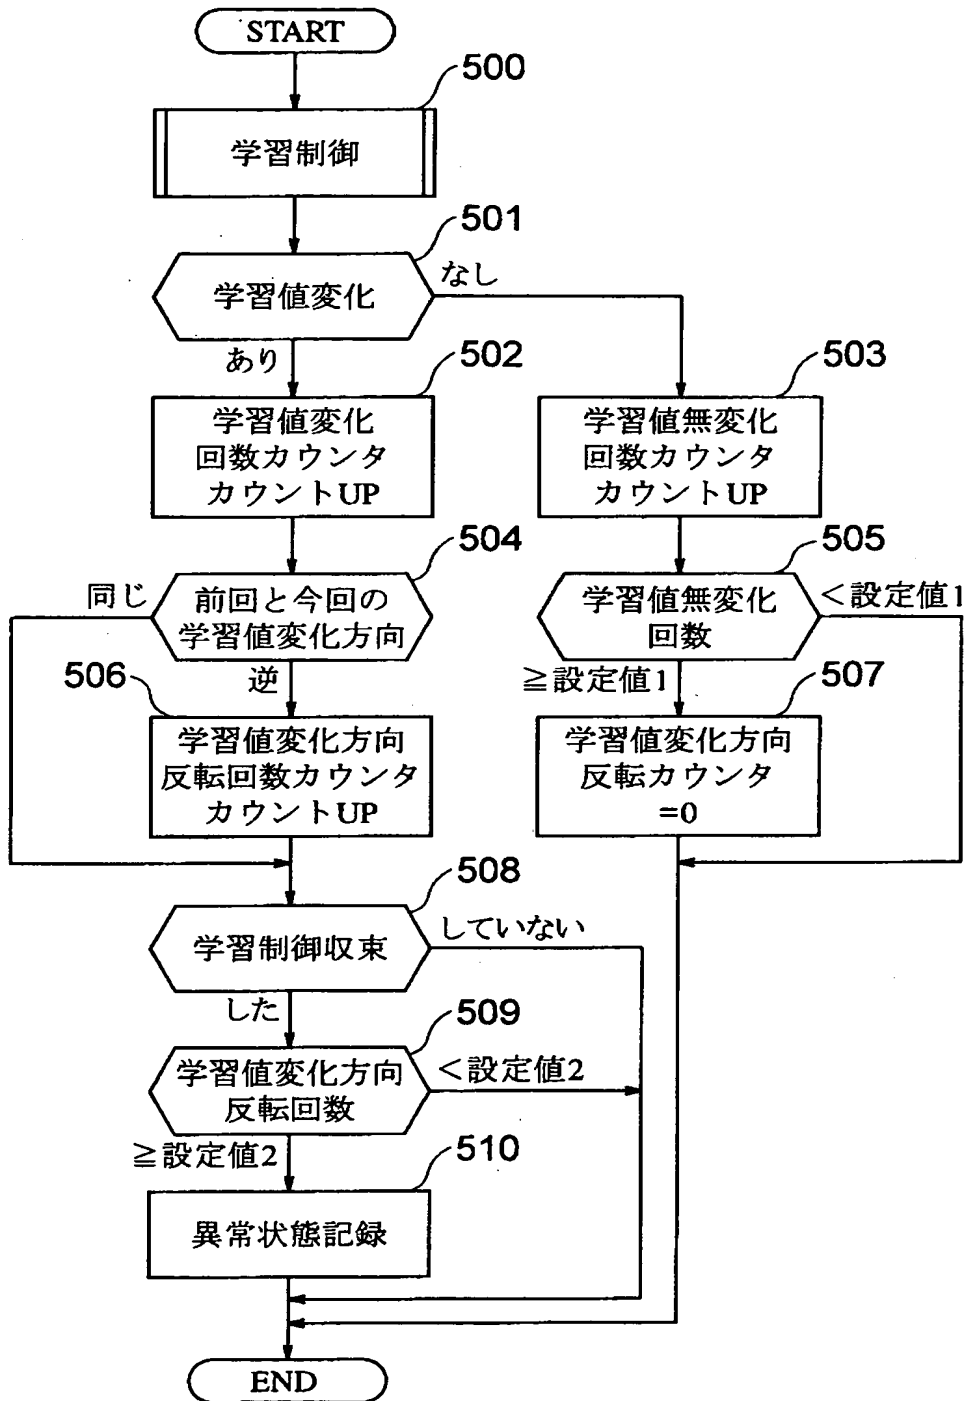 START
500
学習制御
501
学習値変化
なし
あり
502
学習値変化
回数カウンタ
カウントUP
503
学習値無変化
回数カウンタ
カウントUP
504
前回と今回の
学習値変化方向
同じ
逆
505
学習値無変化
回数
<設定値1
≧設定値1
506
学習値変化方向
反転回数カウンタ
カウントUP
507
学習値変化方向
反転カウンタ
=0
508
学習制御収束
していない
した
509
学習値変化方向
反転回数
<設定値2
≧設定値2
510
異常状態記録
END